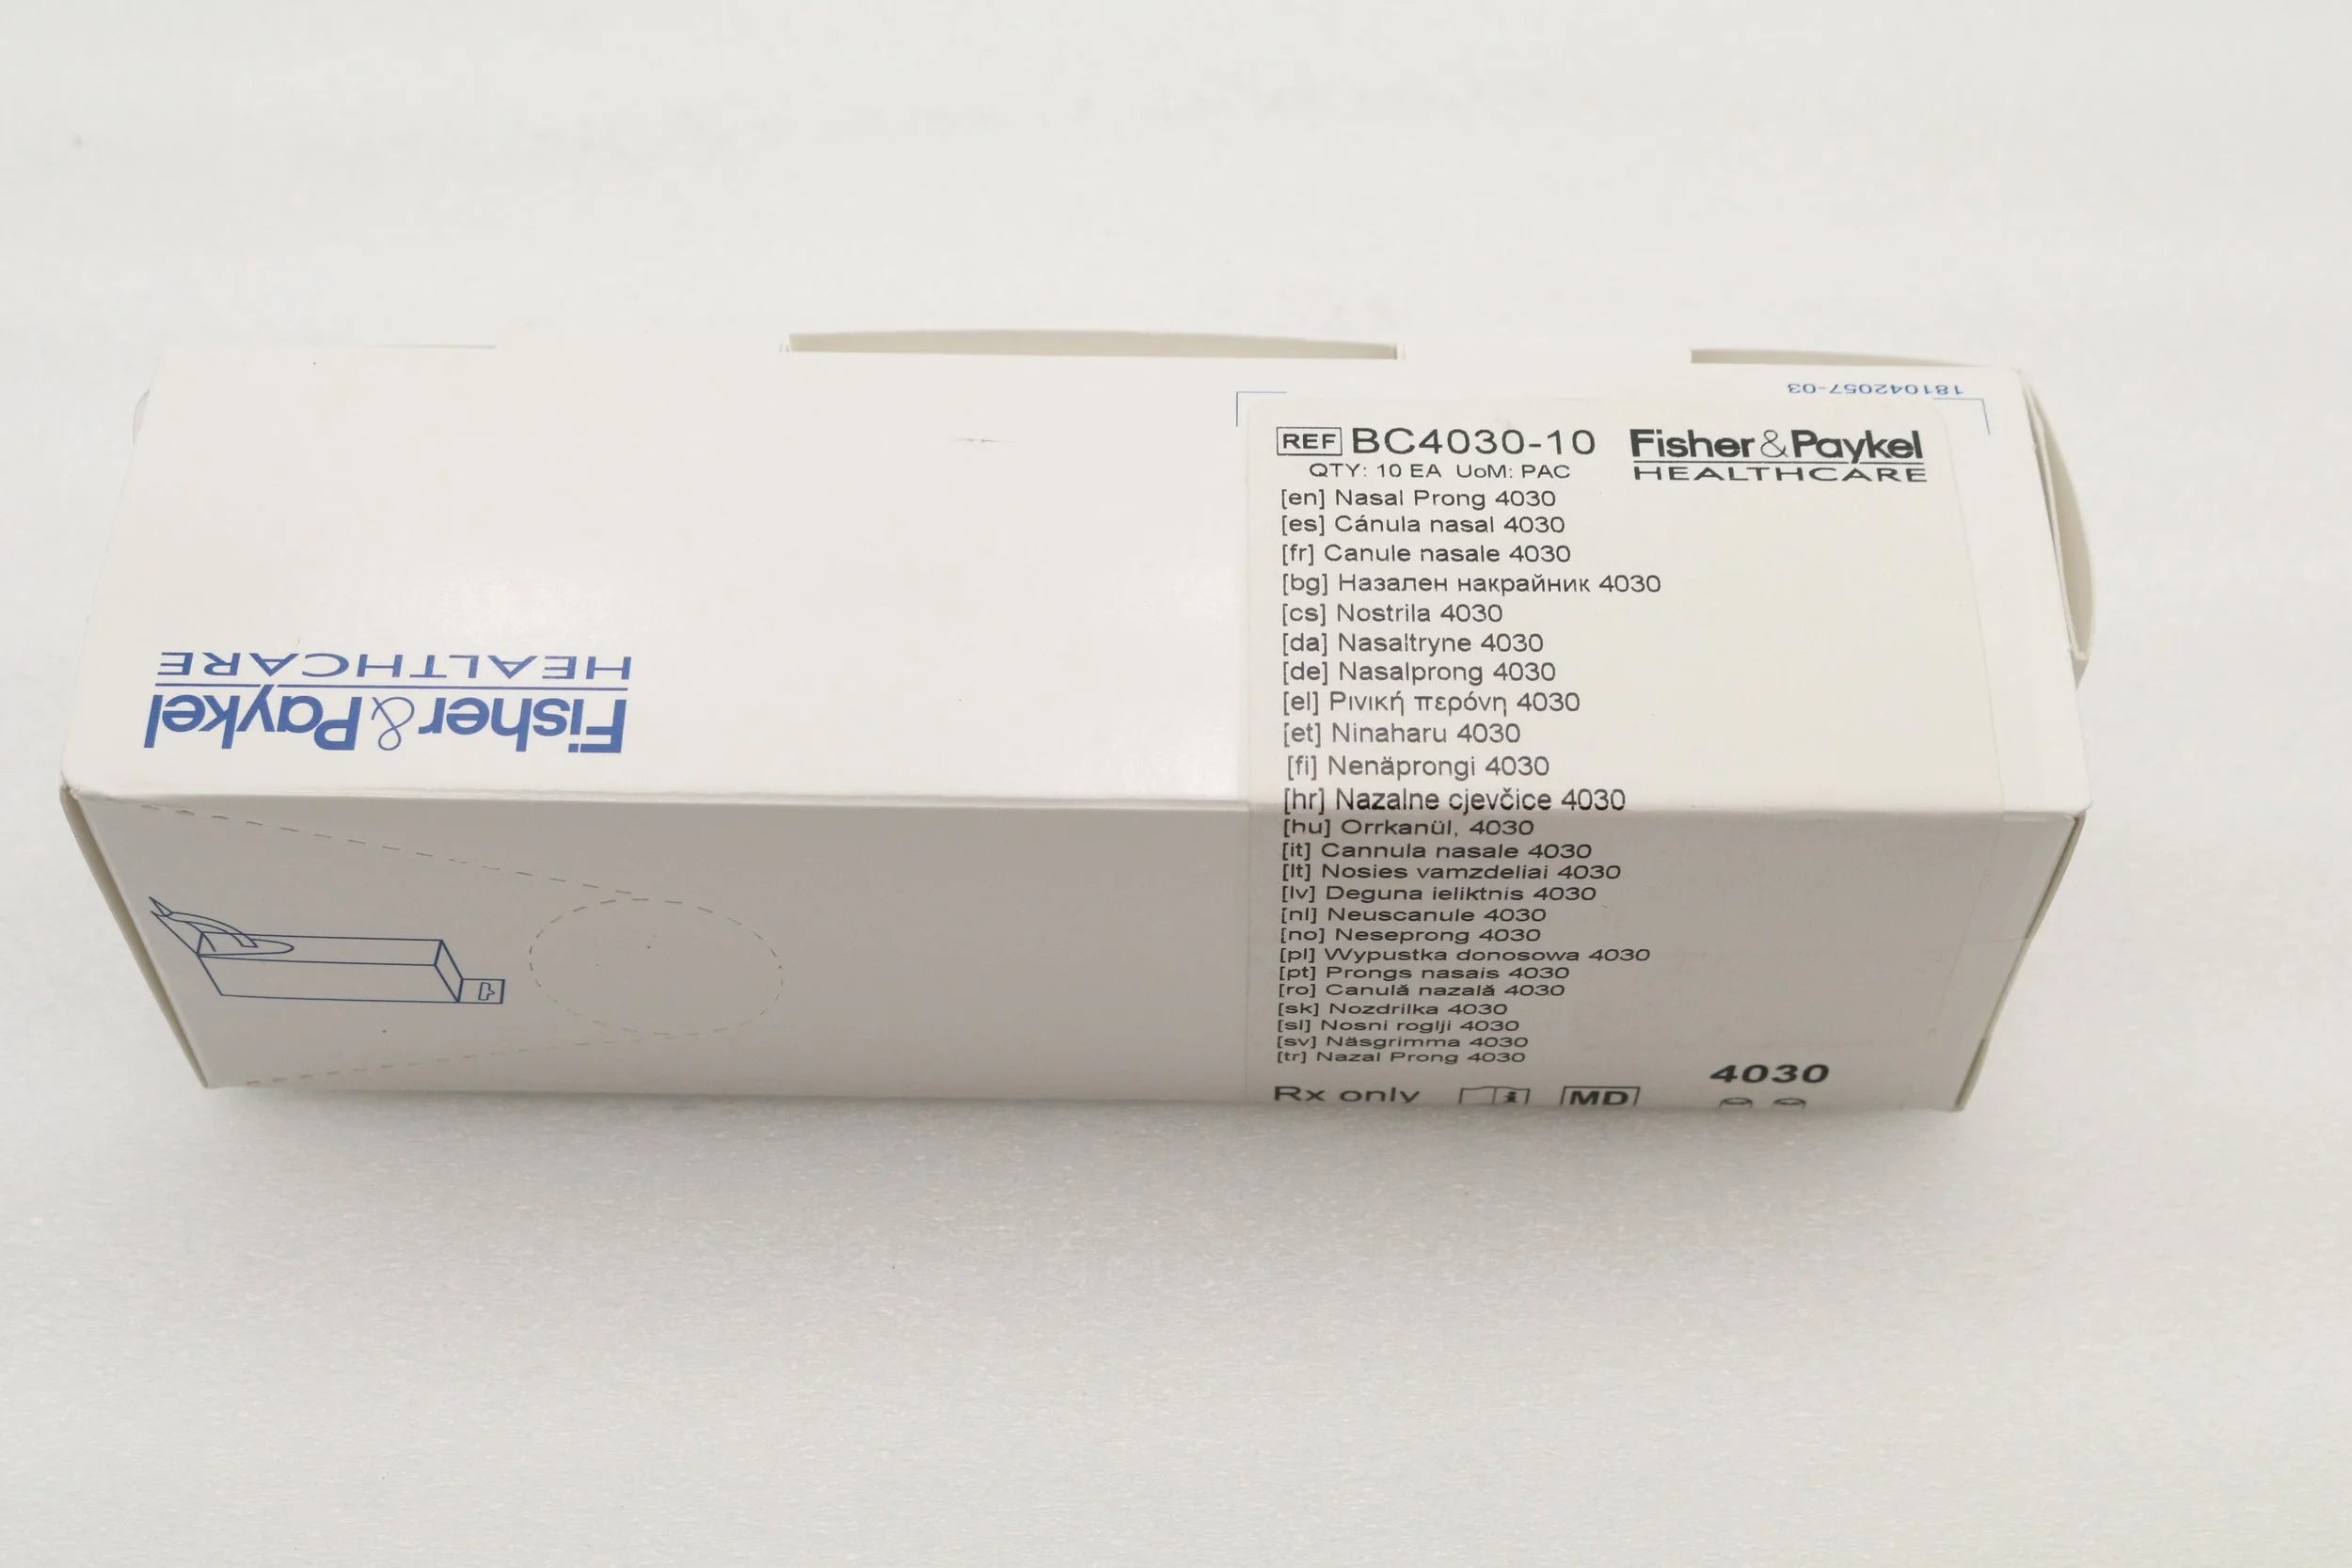 181042057-03
REF BC4030-10
Fisher&Paykel
HEALTHCARE
QTY: 10 EA UoM: PAC
[en] Nasal Prong 4030
[es] Cánula nasal 4030
[fr] Canule nasale 4030
[bg] Назален накрайник 4030
[cs] Nostrila 4030
[da] Nasaltryne 4030
[de] Nasalprong 4030
[el] Ρινική περόνη 4030
[et] Ninaharu 4030
[fi] Nenäprongi 4030
[hr] Nazalne cjevčice 4030
[hu] Orrkanül, 4030
[it] Cannula nasale 4030
[lt] Nosies vamzdeliai 4030
[lv] Deguna ieliktnis 4030
[nl] Neuscanule 4030
[no] Neseprong 4030
[pl] Wypustka donosowa 4030
[pt] Prongs nasais 4030
[ro] Canulă nazală 4030
[sk] Nozdrilka 4030
[sl] Nosni roglji 4030
[sv] Näsgrimma 4030
[tr] Nazal Prong 4030
4030
Rx only MD
Fisher&Paykel
HEALTHCARE